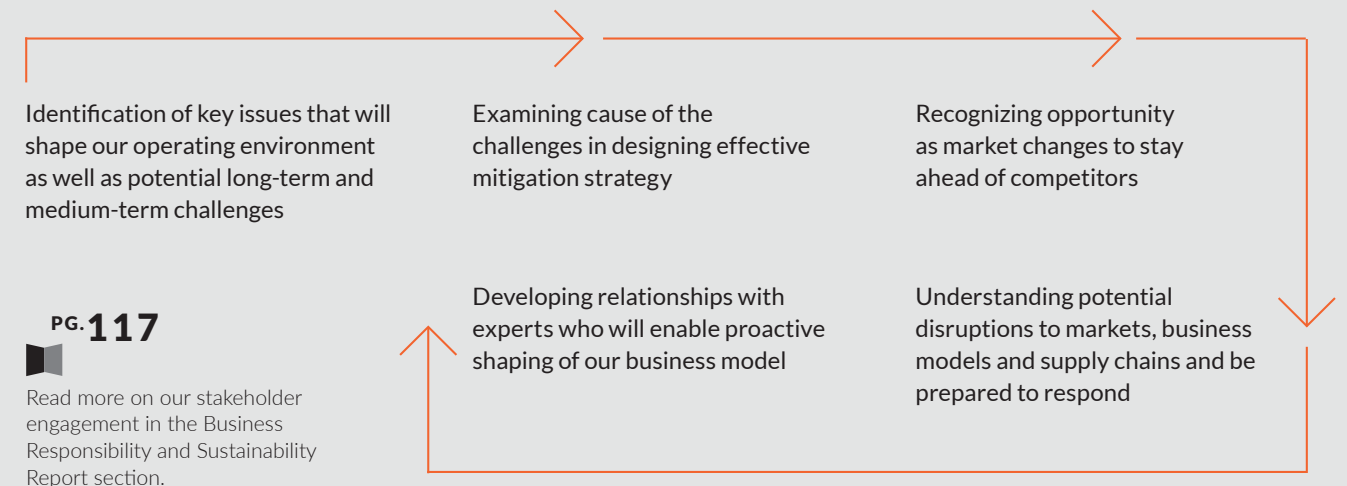 Identification of key issues that will
shape our operating environment
as well as potential long-term and
medium-term challenges
Examining cause of the
challenges in designing effective
mitigation strategy
Recognizing opportunity
as market changes to stay
ahead of competitors
Understanding potential
disruptions to markets, business
models and supply chains and be
prepared to respond
Developing relationships with
experts who will enable proactive
shaping of our business model
PG.117
Read more on our stakeholder
engagement in the Business
Responsibility and Sustainability
Report section.